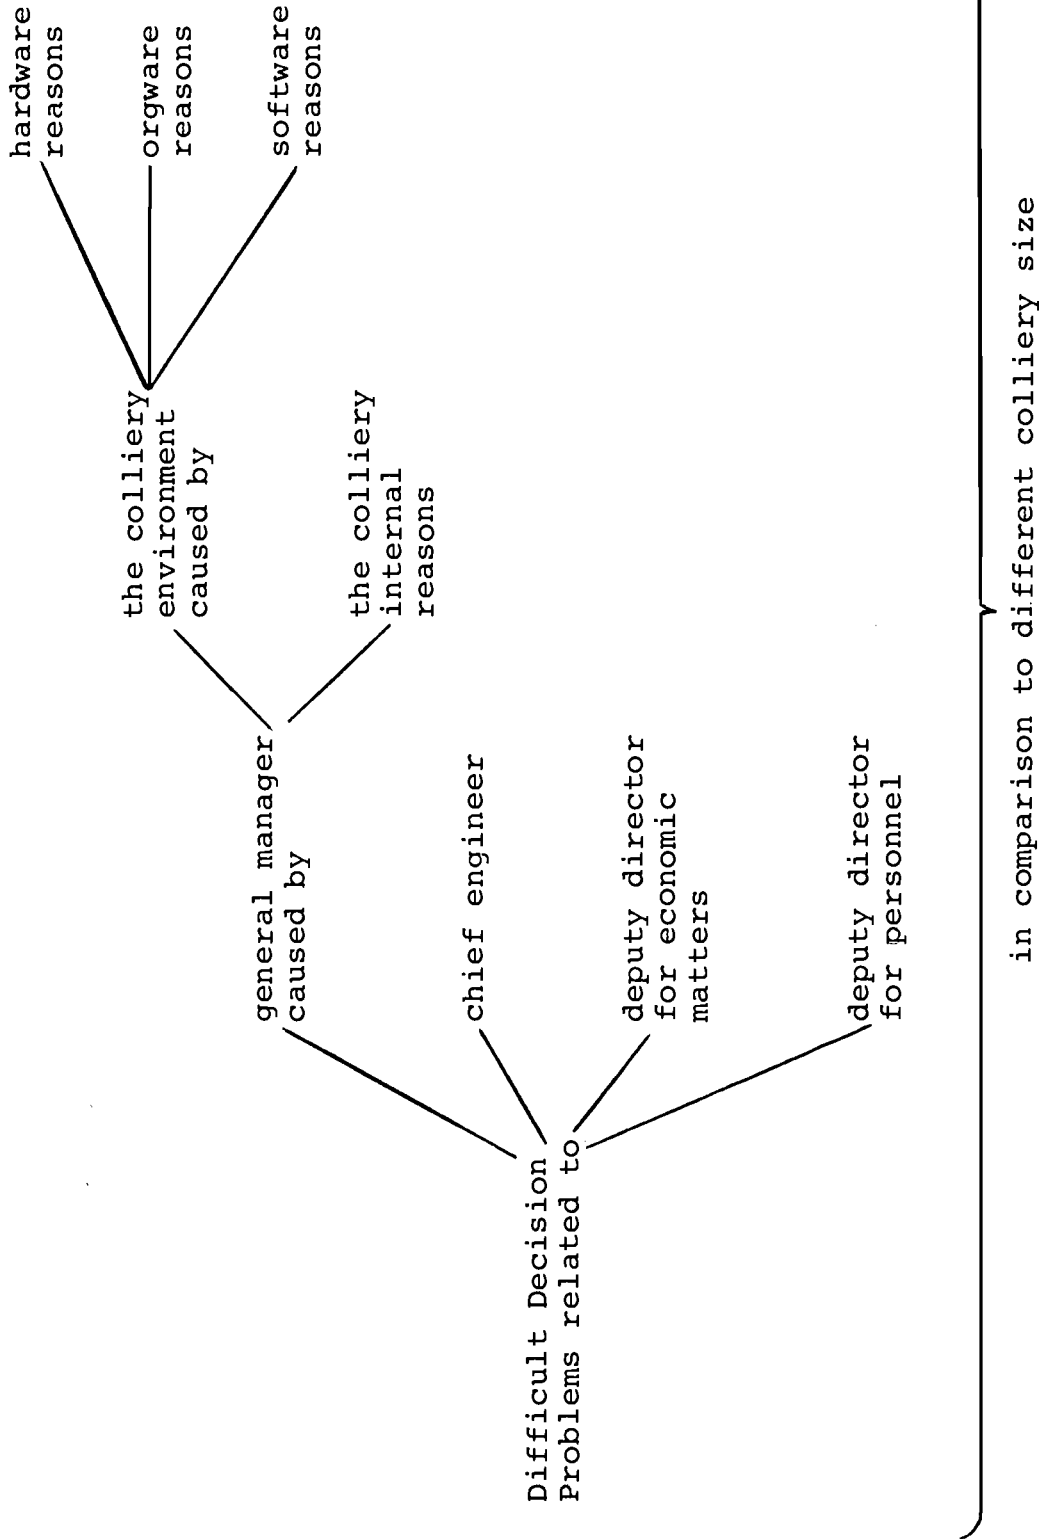 Difficult Decision
Problems related to
general manager
caused by
chief engineer
deputy director
for economic
matters
deputy director
for personnel
the colliery
environment
caused by
the colliery
internal
reasons
hardware
reasons
orgware
reasons
software
reasons
in comparison to different colliery size